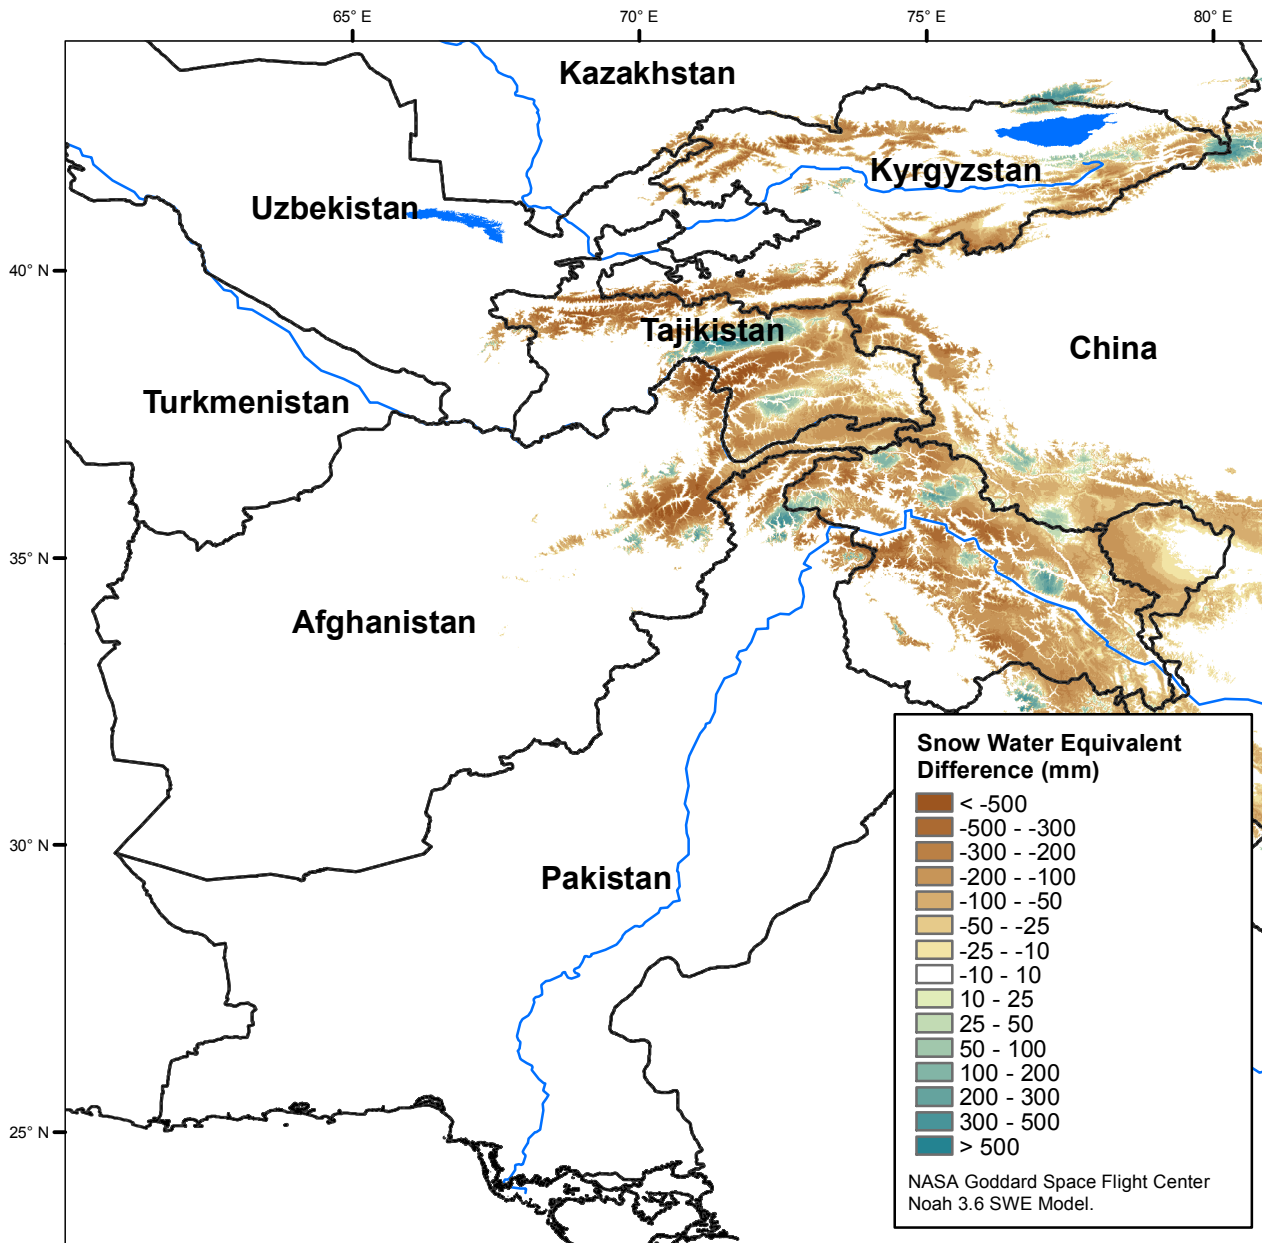 65° E
70° E
75° E
80° E
Kazakhstan
Kyrgyzstan
Uzbekistan
40° N
Tajikistan
China
Turkmenistan
35° N
Afghanistan
Snow Water Equivalent
Difference (mm)
< -500
-500 - -300
-300 - -200
-200 - -100
-100 - -50
-50 - -25
-25 - -10
-10 - 10
10 - 25
25 - 50
50 - 100
100 - 200
200 - 300
300 - 500
> 500
30° N
Pakistan
25° N
NASA Goddard Space Flight Center
Noah 3.6 SWE Model.